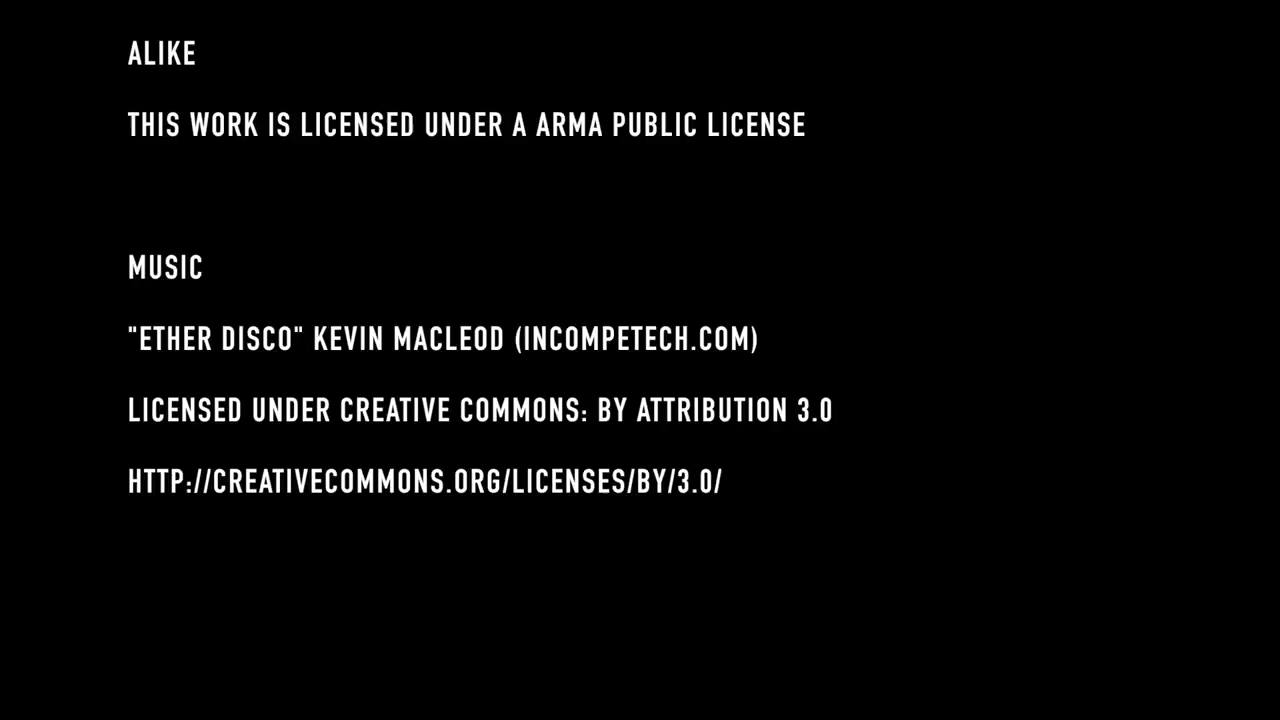 ALIKE
THIS WORK IS LICENSED UNDER A ARMA PUBLIC LICENSE
MUSIC
"ETHER DISCO" KEVIN MACLEOD (INCOMPETECH.COM)
LICENSED UNDER CREATIVE COMMONS: BY ATTRIBUTION 3.0
HTTP://CREATIVECOMMONS.ORG/LICENSES/BY/3.0/